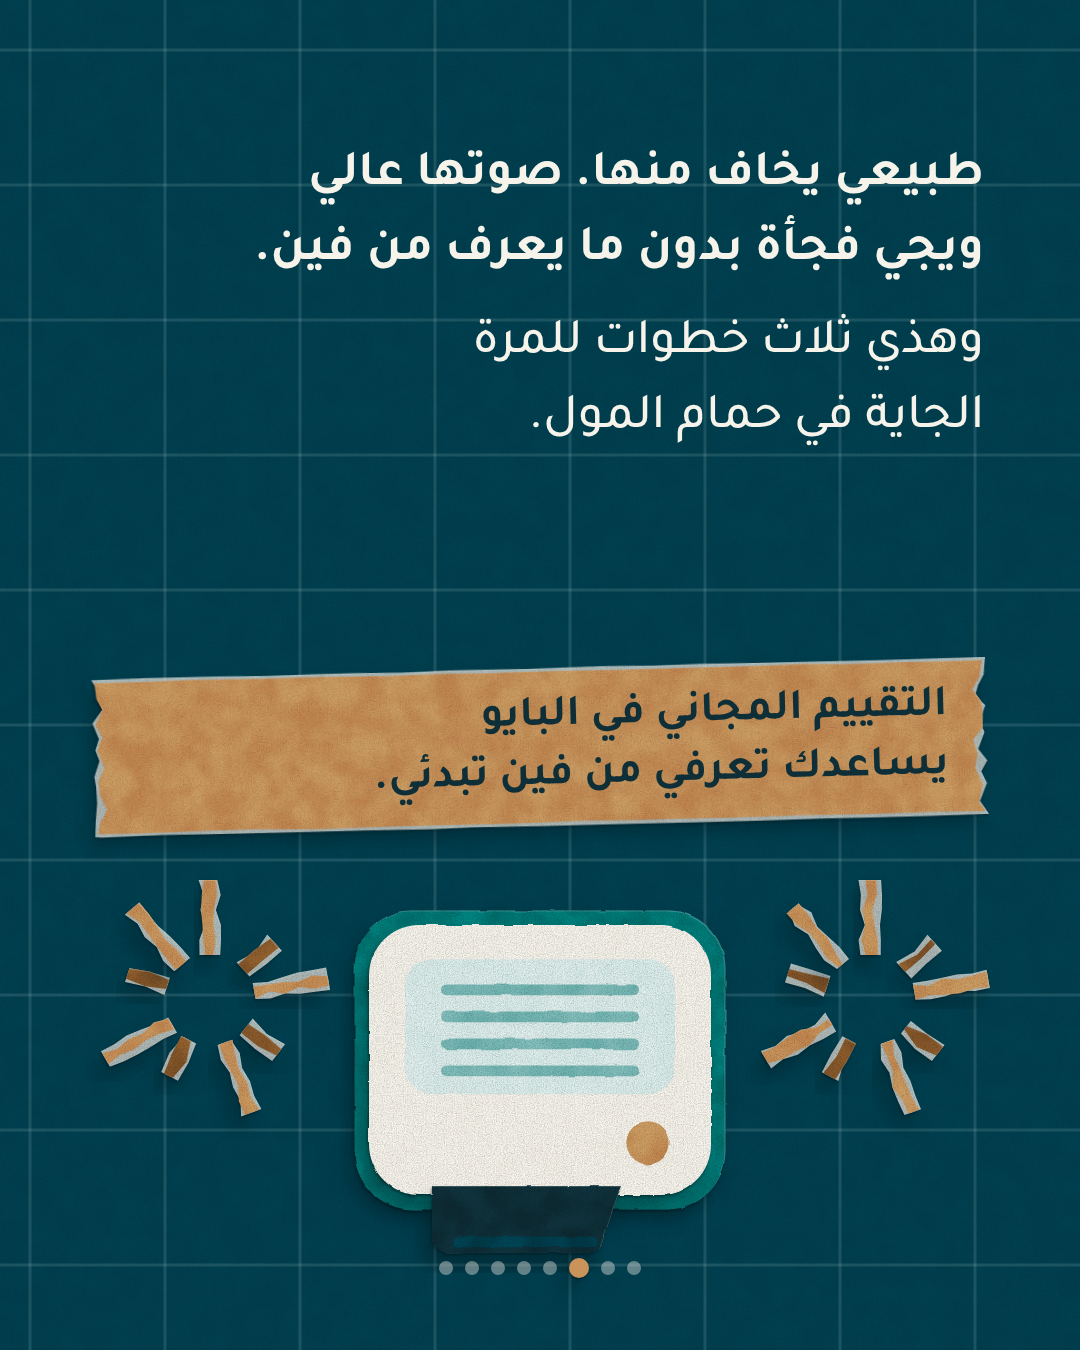 طبيعي يخاف منها. صوتها عالي
ويجي فجأة بدون ما يعرف من فين.
وهذي ثلاث خطوات للمرة
الجاية في حمام المول.
التقييم المجاني في البايو
يساعدك تعرفي من فين تبدئي.